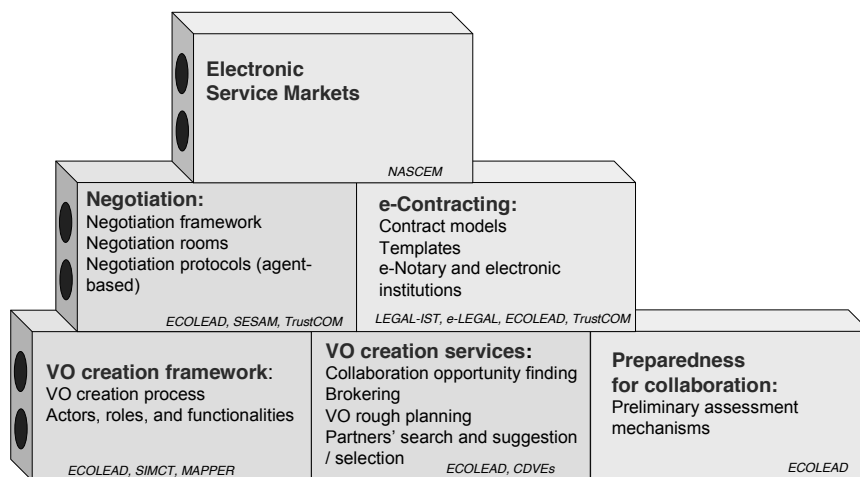 Electronic
Service Markets
NASCEM
Negotiation:
Negotiation framework
Negotiation rooms
Negotiation protocols (agent-
based)
ECOLEAD, SESAM, TrustCOM
e-Contracting:
Contract models
Templates
e-Notary and electronic
institutions
LEGAL-IST, e-LEGAL, ECOLEAD, TrustCOM
VO creation framework:
VO creation process
Actors, roles, and functionalities
ECOLEAD, SIMCT, MAPPER
VO creation services:
Collaboration opportunity finding
Brokering
VO rough planning
Partners' search and suggestion
/ selection
ECOLEAD, CDVEs
Preparedness
for collaboration:
Preliminary assessment
mechanisms
ECOLEAD